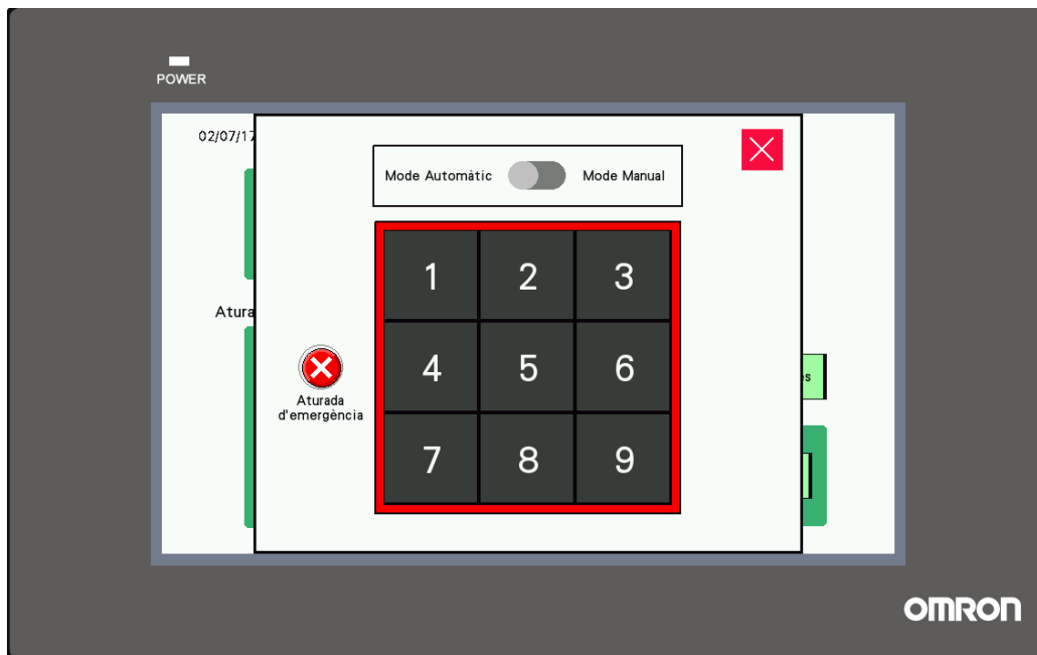 POWER
02/07/17
Mode Automàtic Mode Manual
1 2 3
Atura
4 5 6
Aturada
d'emergència
7 8 9
OMRON